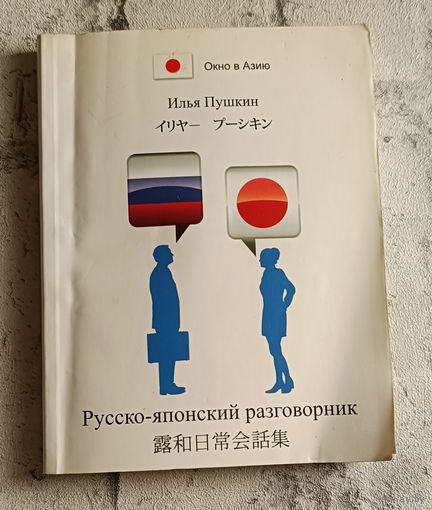 Окно в Азию
Илья Пушкин
イリヤー プーシキン
Русско-японский разговорник
露和日常会話集